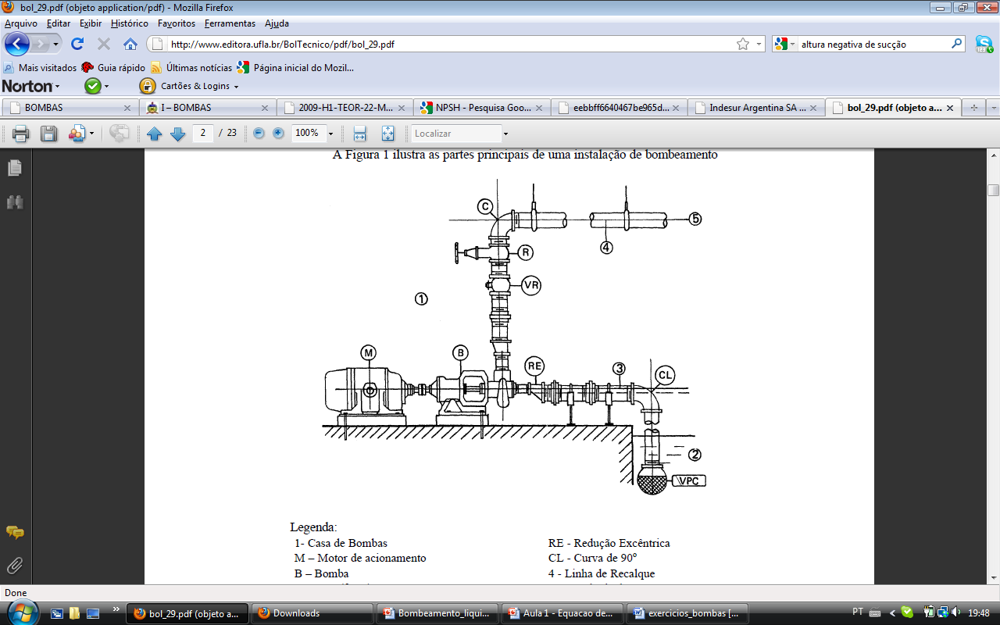 bol_29.pdf (objeto application/pdf) - Mozilla Firefox
Arquivo Editar Exibir Histórico Favoritos Ferramentas Ajuda
http://www.editora.ufla.br/BolTecnico/pdf/bol_29.pdf
altura negativa de sucção
Mais visitados Guia rápido Últimas notícias Página inicial do Mozil...
Norton Cartões & Logins
BOMBAS I – BOMBAS 2009-H1-TEOR-22-M... NPSH - Pesquisa Goo... eebbff6640467be965d... Indesur Argentina SA ... bol_29.pdf (objeto a...
2 / 23 100% Localizar
A Figura 1 ilustra as partes principais de uma instalação de bombeamento
C
5
4
R
VR
1
M
B
RE
3
CL
2
VPC
Legenda:
1- Casa de Bombas RE - Redução Excêntrica
M – Motor de acionamento CL - Curva de 90º
B – Bomba 4 - Linha de Recalque
Done
bol_29.pdf (objeto a... Downloads Bombeamento_liqui... Aula 1 - Equacao de... exercicios_bombas [... PT 19:48